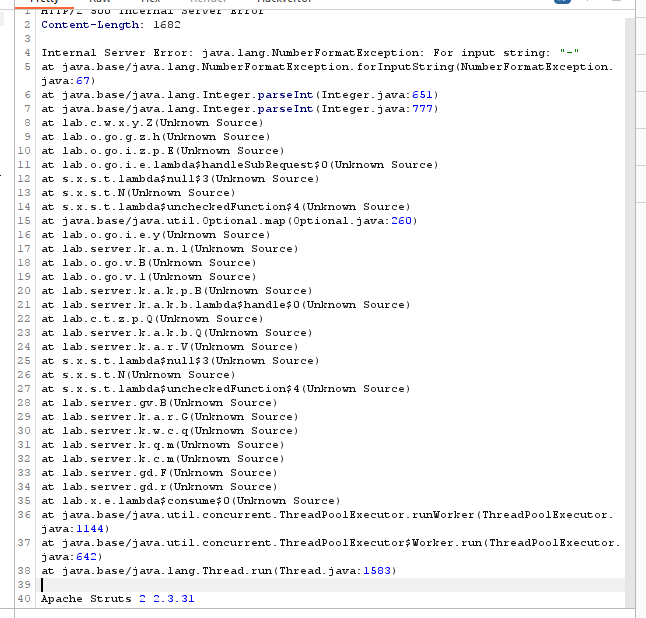 1 HTTP/2 500 Internal Server Error
2 Content-Length: 1682
3
4 Internal Server Error: java.lang.NumberFormatException: For input string: "-"
5 at java.base/java.lang.NumberFormatException.forInputString(NumberFormatException.
java:67)
6 at java.base/java.lang.Integer.parseInt(Integer.java:651)
7 at java.base/java.lang.Integer.parseInt(Integer.java:777)
8 at lab.c.w.x.y.Z(Unknown Source)
9 at lab.o.go.g.z.h(Unknown Source)
10 at lab.o.go.i.z.p.E(Unknown Source)
11 at lab.o.go.i.e.lambda$handleSubRequest$0(Unknown Source)
12 at s.x.s.t.lambda$null$3(Unknown Source)
13 at s.x.s.t.N(Unknown Source)
14 at s.x.s.t.lambda$uncheckedFunction$4(Unknown Source)
15 at java.base/java.util.Optional.map(Optional.java:260)
16 at lab.o.go.i.e.y(Unknown Source)
17 at lab.server.k.a.n.l(Unknown Source)
18 at lab.o.go.v.B(Unknown Source)
19 at lab.o.go.v.l(Unknown Source)
20 at lab.server.k.a.k.p.B(Unknown Source)
21 at lab.server.k.a.k.b.lambda$handle$0(Unknown Source)
22 at lab.c.t.z.p.Q(Unknown Source)
23 at lab.server.k.a.k.b.Q(Unknown Source)
24 at lab.server.k.a.r.V(Unknown Source)
25 at s.x.s.t.lambda$null$3(Unknown Source)
26 at s.x.s.t.N(Unknown Source)
27 at s.x.s.t.lambda$uncheckedFunction$4(Unknown Source)
28 at lab.server.gv.B(Unknown Source)
29 at lab.server.k.a.r.G(Unknown Source)
30 at lab.server.k.w.c.q(Unknown Source)
31 at lab.server.k.q.m(Unknown Source)
32 at lab.server.k.c.m(Unknown Source)
33 at lab.server.gd.F(Unknown Source)
34 at lab.server.gd.r(Unknown Source)
35 at lab.x.e.lambda$consume$0(Unknown Source)
36 at java.base/java.util.concurrent.ThreadPoolExecutor.runWorker(ThreadPoolExecutor.
java:1144)
37 at java.base/java.util.concurrent.ThreadPoolExecutor$Worker.run(ThreadPoolExecutor.
java:642)
38 at java.base/java.lang.Thread.run(Thread.java:1583)
39
40 Apache Struts 2 2.3.31